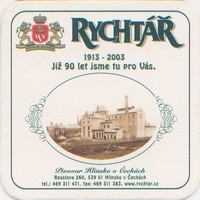 RYCHTÁŘ
1913 - 2003
Již 90 let jsme tu pro Vás.
Pivovar Hlinsko v Čechách
Resslova 260, 539 01 Hlinsko v Čechách
tel.: 469 311 471, fax: 469 311 383, www.rychtar.cz